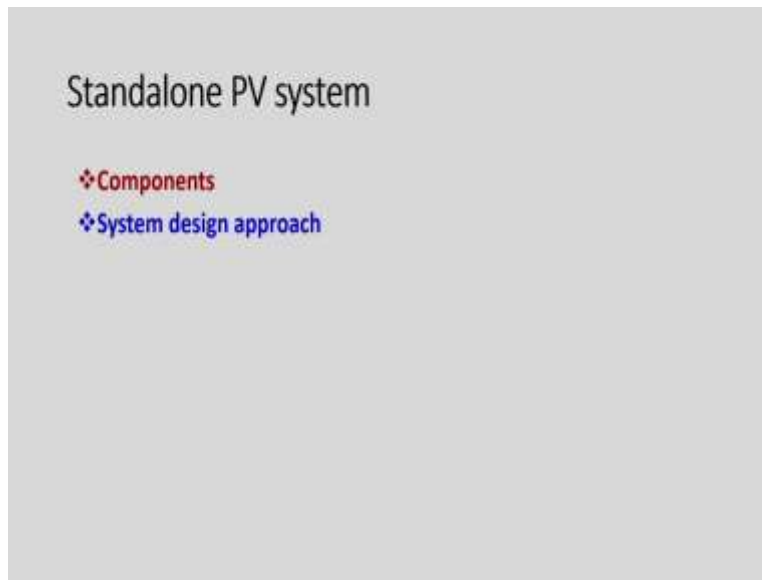 Standalone PV system
❖Components
❖System design approach